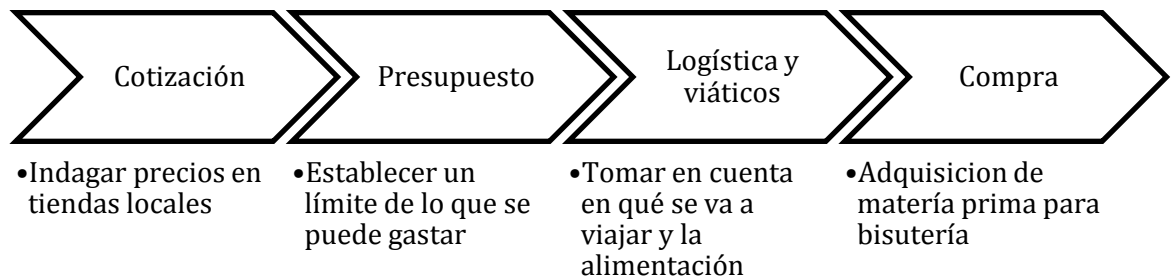 Cotización
Presupuesto
Logística y
viáticos
Compra
•Indagar precios en
tiendas locales
•Establecer un
límite de lo que se
puede gastar
•Tomar en cuenta
en qué se va a
viajar y la
alimentación
•Adquisicion de
matería prima para
bisutería